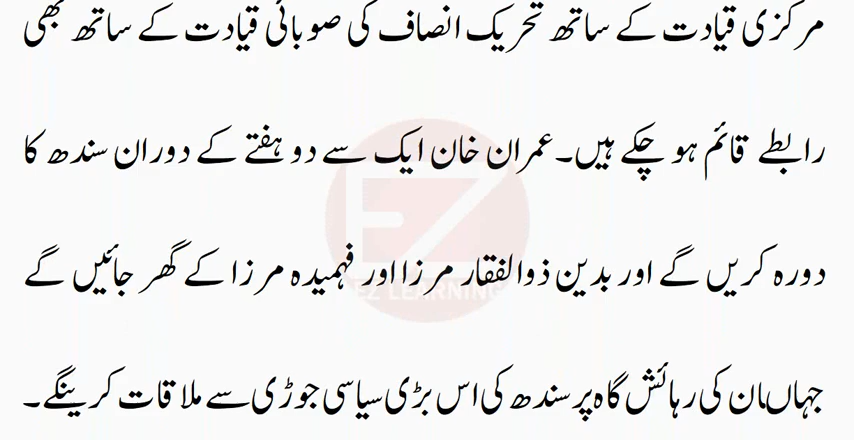 مرکزی قیادت کے ساتھ تحریک انصاف کی صوبائی قیادت کے ساتھ بھی
رابطے قائم ہو چکے ہیں۔عمران خان ایک سے دو ہفتے کے دوران سندھ کا
دورہ کریں گے اور بدین ذوالفقار مرزا اور فہمیدہ مرزا کے گھر جائیں گے
EZ LEARNING
جہاں ان کی رہائش گاہ پر سندھ کی اس بڑی سیاسی جوڑی سے ملاقات کرینگے۔